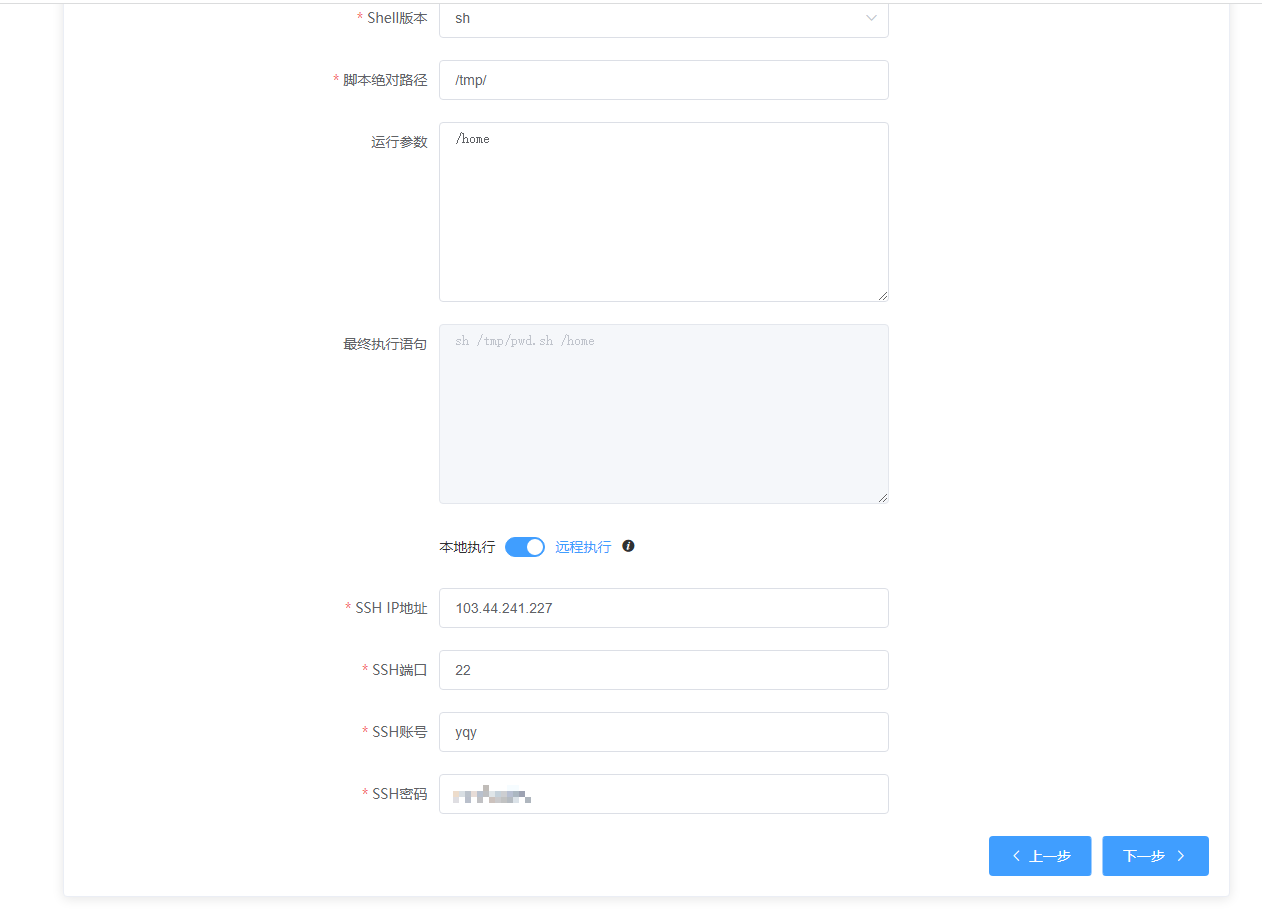 * Shell版本 sh
* 脚本绝对路径 /tmp/
运行参数 /home
最终执行语句 sh /tmp/pwd.sh /home
本地执行 远程执行
* SSH IP地址 103.44.241.227
* SSH端口 22
* SSH账号 yqy
* SSH密码
上一步 下一步